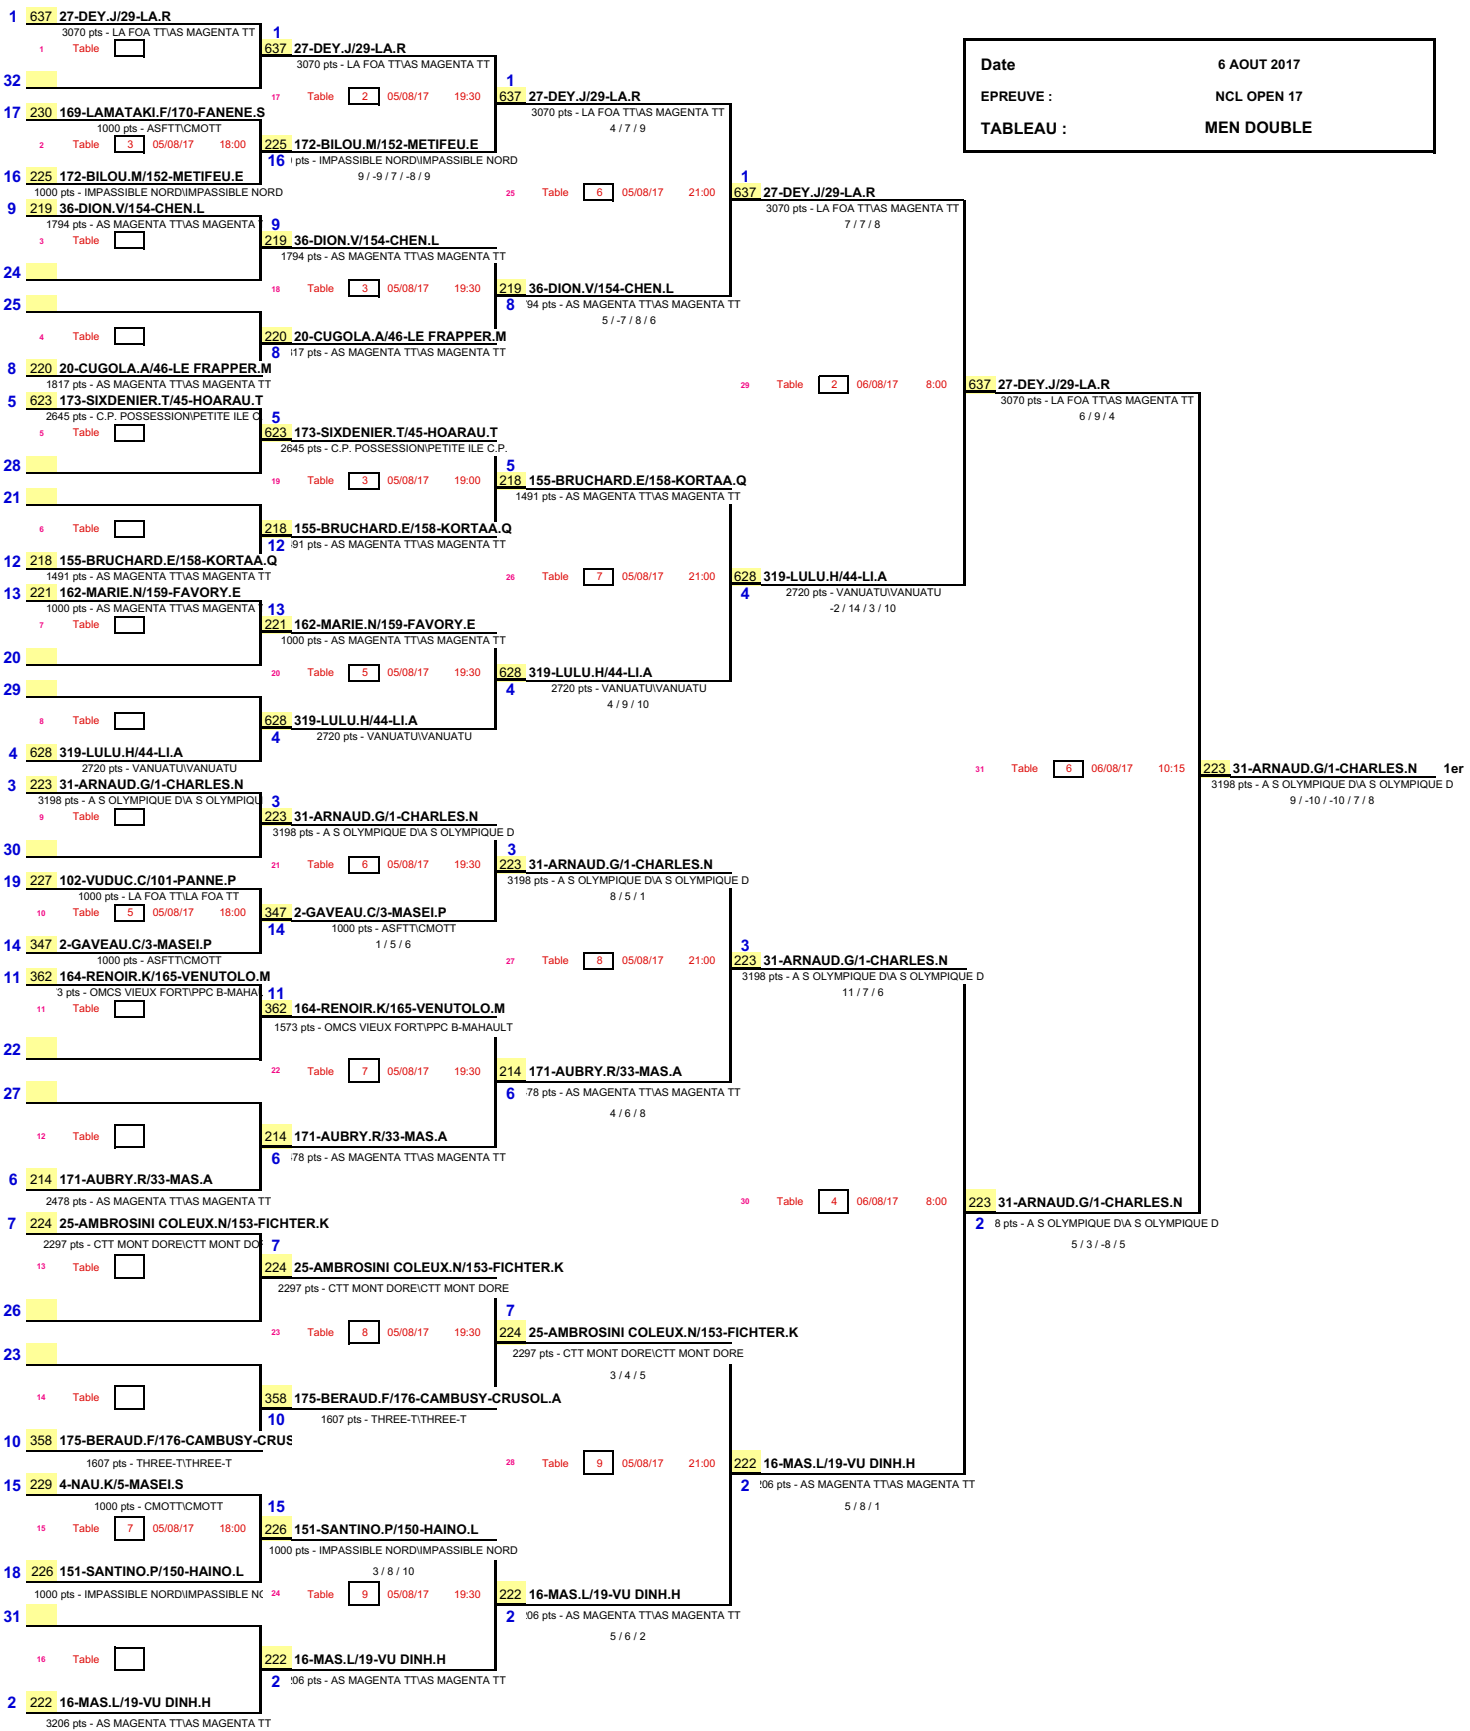 Date 6 AOUT 2017
EPREUVE : NCL OPEN 17
TABLEAU : MEN DOUBLE
1 637 27-DEY.J/29-LA.R
3070 pts - LA FOA TT\AS MAGENTA TT
1 Table
32
17 230 169-LAMATAKI.F/170-FANENE.S
1000 pts - ASFTT\CMOTT
2 Table 3 05/08/17 18:00
16 225 172-BILOU.M/152-METIFEU.E
1000 pts - IMPASSIBLE NORD\IMPASSIBLE NORD
9 219 36-DION.V/154-CHEN.L
1794 pts - AS MAGENTA TT\AS MAGENTA
3 Table
24
25
4 Table
8 220 20-CUGOLA.A/46-LE FRAPPER.M
1817 pts - AS MAGENTA TT\AS MAGENTA TT
5 623 173-SIXDENIER.T/45-HOARAU.T
2645 pts - C.P. POSSESSION\PETITE ILE C
5 Table
28
21
6 Table
12 218 155-BRUCHARD.E/158-KORTAA.Q
1491 pts - AS MAGENTA TT\AS MAGENTA TT
13 221 162-MARIE.N/159-FAVORY.E
1000 pts - AS MAGENTA TT\AS MAGENTA
7 Table
20
29
8 Table
4 628 319-LULU.H/44-LI.A
2720 pts - VANUATU\VANUATU
3 223 31-ARNAUD.G/1-CHARLES.N
3198 pts - A S OLYMPIQUE D\A S OLYMPIQU
9 Table
30
19 227 102-VUDUC.C/101-PANNE.P
1000 pts - LA FOA TT\LA FOA TT
10 Table 5 05/08/17 18:00
14 347 2-GAVEAU.C/3-MASEI.P
1000 pts - ASFTT\CMOTT
11 362 164-RENOIR.K/165-VENUTOLO.M
3 pts - OMCS VIEUX FORT\PPC B-MAHA
11 Table
22
27
12 Table
6 214 171-AUBRY.R/33-MAS.A
2478 pts - AS MAGENTA TT\AS MAGENTA TT
7 224 25-AMBROSINI COLEUX.N/153-FICHTER.K
2297 pts - CTT MONT DORE\CTT MONT DO
13 Table
26
23
14 Table
10 358 175-BERAUD.F/176-CAMBUSY-CRUS
1607 pts - THREE-T\THREE-T
15 229 4-NAU.K/5-MASEI.S
1000 pts - CMOTT\CMOTT
15 Table 7 05/08/17 18:00
18 226 151-SANTINO.P/150-HAINO.L
1000 pts - IMPASSIBLE NORD\IMPASSIBLE NO
31
16 Table
2 222 16-MAS.L/19-VU DINH.H
3206 pts - AS MAGENTA TT\AS MAGENTA TT
1
637 27-DEY.J/29-LA.R
3070 pts - LA FOA TT\AS MAGENTA TT
17 Table 2 05/08/17 19:30
225 172-BILOU.M/152-METIFEU.E
16 pts - IMPASSIBLE NORD\IMPASSIBLE NORD
9 / -9 / 7 / -8 / 9
9
219 36-DION.V/154-CHEN.L
1794 pts - AS MAGENTA TT\AS MAGENTA TT
18 Table 3 05/08/17 19:30
220 20-CUGOLA.A/46-LE FRAPPER.M
8 17 pts - AS MAGENTA TT\AS MAGENTA TT
5
623 173-SIXDENIER.T/45-HOARAU.T
2645 pts - C.P. POSSESSION\PETITE ILE C.P.
19 Table 3 05/08/17 19:00
218 155-BRUCHARD.E/158-KORTAA.Q
12 91 pts - AS MAGENTA TT\AS MAGENTA TT
13
221 162-MARIE.N/159-FAVORY.E
1000 pts - AS MAGENTA TT\AS MAGENTA TT
20 Table 5 05/08/17 19:30
628 319-LULU.H/44-LI.A
4 2720 pts - VANUATU\VANUATU
3
223 31-ARNAUD.G/1-CHARLES.N
3198 pts - A S OLYMPIQUE D\A S OLYMPIQUE D
21 Table 6 05/08/17 19:30
347 2-GAVEAU.C/3-MASEI.P
14 1000 pts - ASFTT\CMOTT
1 / 5 / 6
11
362 164-RENOIR.K/165-VENUTOLO.M
1573 pts - OMCS VIEUX FORT\PPC B-MAHAULT
22 Table 7 05/08/17 19:30
214 171-AUBRY.R/33-MAS.A
6 78 pts - AS MAGENTA TT\AS MAGENTA TT
7
224 25-AMBROSINI COLEUX.N/153-FICHTER.K
2297 pts - CTT MONT DORE\CTT MONT DORE
23 Table 8 05/08/17 19:30
358 175-BERAUD.F/176-CAMBUSY-CRUSOL.A
10 1607 pts - THREE-T\THREE-T
15
226 151-SANTINO.P/150-HAINO.L
1000 pts - IMPASSIBLE NORD\IMPASSIBLE NORD
3 / 8 / 10
24 Table 9 05/08/17 19:30
222 16-MAS.L/19-VU DINH.H
2 06 pts - AS MAGENTA TT\AS MAGENTA TT
1
637 27-DEY.J/29-LA.R
3070 pts - LA FOA TT\AS MAGENTA TT
4 / 7 / 9
25 Table 6 05/08/17 21:00
219 36-DION.V/154-CHEN.L
8 94 pts - AS MAGENTA TT\AS MAGENTA TT
5 / -7 / 8 / 6
5
218 155-BRUCHARD.E/158-KORTAA.Q
1491 pts - AS MAGENTA TT\AS MAGENTA TT
26 Table 7 05/08/17 21:00
628 319-LULU.H/44-LI.A
4 2720 pts - VANUATU\VANUATU
4 / 9 / 10
3
223 31-ARNAUD.G/1-CHARLES.N
3198 pts - A S OLYMPIQUE D\A S OLYMPIQUE D
8 / 5 / 1
27 Table 8 05/08/17 21:00
214 171-AUBRY.R/33-MAS.A
6 78 pts - AS MAGENTA TT\AS MAGENTA TT
4 / 6 / 8
7
224 25-AMBROSINI COLEUX.N/153-FICHTER.K
2297 pts - CTT MONT DORE\CTT MONT DORE
3 / 4 / 5
28 Table 9 05/08/17 21:00
222 16-MAS.L/19-VU DINH.H
2 06 pts - AS MAGENTA TT\AS MAGENTA TT
5 / 6 / 2
1
637 27-DEY.J/29-LA.R
3070 pts - LA FOA TT\AS MAGENTA TT
7 / 7 / 8
29 Table 2 06/08/17 8:00
628 319-LULU.H/44-LI.A
4 2720 pts - VANUATU\VANUATU
-2 / 14 / 3 / 10
3
223 31-ARNAUD.G/1-CHARLES.N
3198 pts - A S OLYMPIQUE D\A S OLYMPIQUE D
11 / 7 / 6
30 Table 4 06/08/17 8:00
222 16-MAS.L/19-VU DINH.H
2 06 pts - AS MAGENTA TT\AS MAGENTA TT
5 / 8 / 1
637 27-DEY.J/29-LA.R
3070 pts - LA FOA TT\AS MAGENTA TT
6 / 9 / 4
31 Table 6 06/08/17 10:15
223 31-ARNAUD.G/1-CHARLES.N
2 8 pts - A S OLYMPIQUE D\A S OLYMPIQUE D
5 / 3 / -8 / 5
223 31-ARNAUD.G/1-CHARLES.N 1er
3198 pts - A S OLYMPIQUE D\A S OLYMPIQUE D
9 / -10 / -10 / 7 / 8